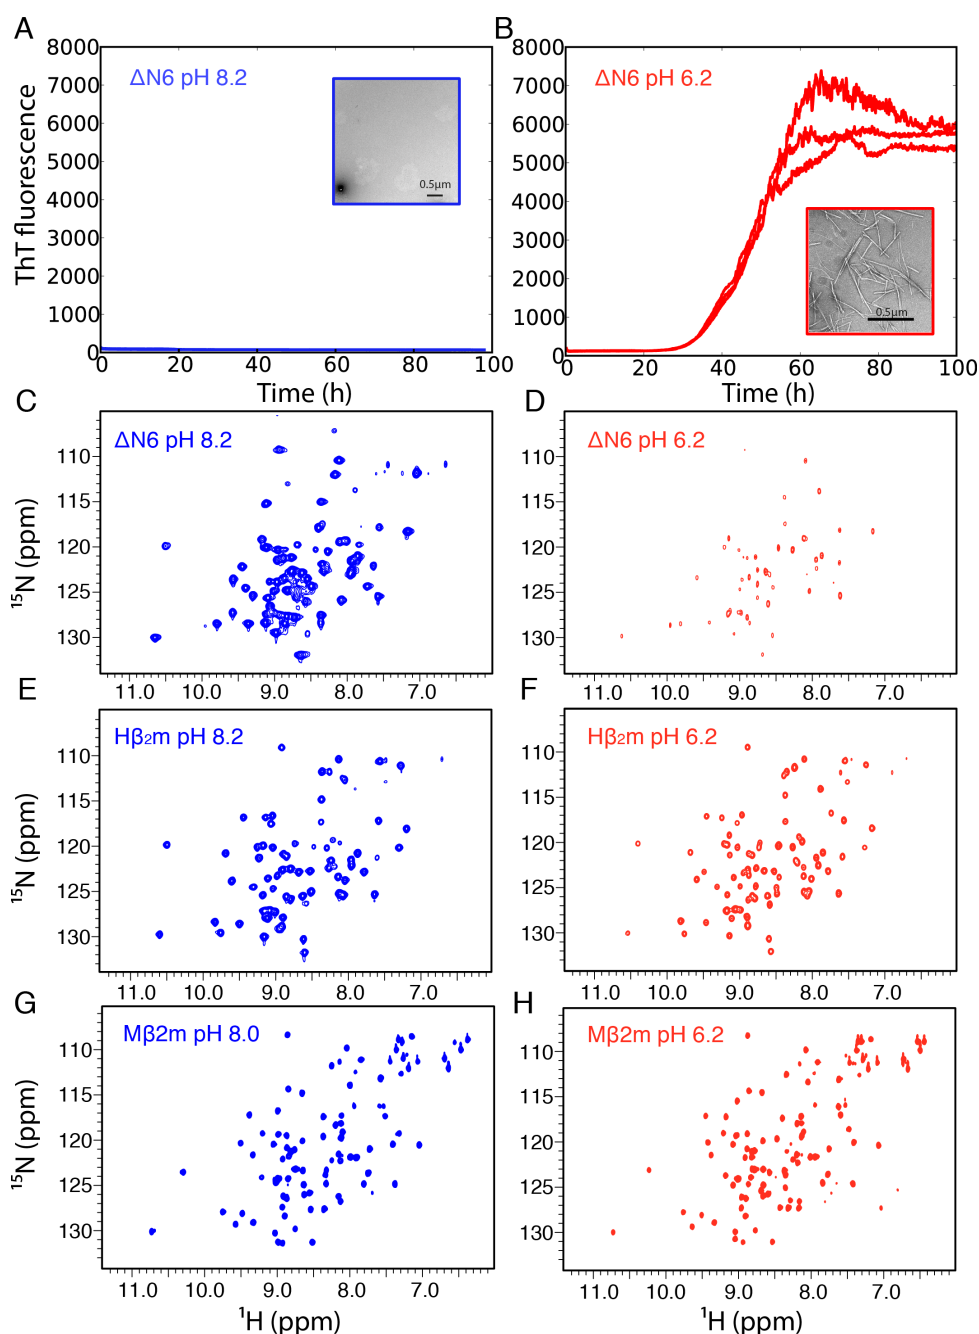 A
B
8000
7000
6000
5000
4000
3000
2000
1000
0
ThT fluorescence
ΔN6 pH 8.2
0.5μm
0 20 40 60 80 100
Time (h)
8000
7000
6000
5000
4000
3000
2000
1000
0
ΔN6 pH 6.2
0.5μm
0 20 40 60 80 100
Time (h)
C
D
ΔN6 pH 8.2
110
115
120
125
130
¹⁵N (ppm)
11.0 10.0 9.0 8.0 7.0
ΔN6 pH 6.2
110
115
120
125
130
11.0 10.0 9.0 8.0 7.0
E
F
Hβ₂m pH 8.2
110
115
120
125
130
¹⁵N (ppm)
11.0 10.0 9.0 8.0 7.0
Hβ₂m pH 6.2
110
115
120
125
130
11.0 10.0 9.0 8.0 7.0
G
H
Mβ2m pH 8.0
110
115
120
125
130
¹⁵N (ppm)
11.0 10.0 9.0 8.0 7.0
¹H (ppm)
Mβ2m pH 6.2
110
115
120
125
130
11.0 10.0 9.0 8.0 7.0
¹H (ppm)